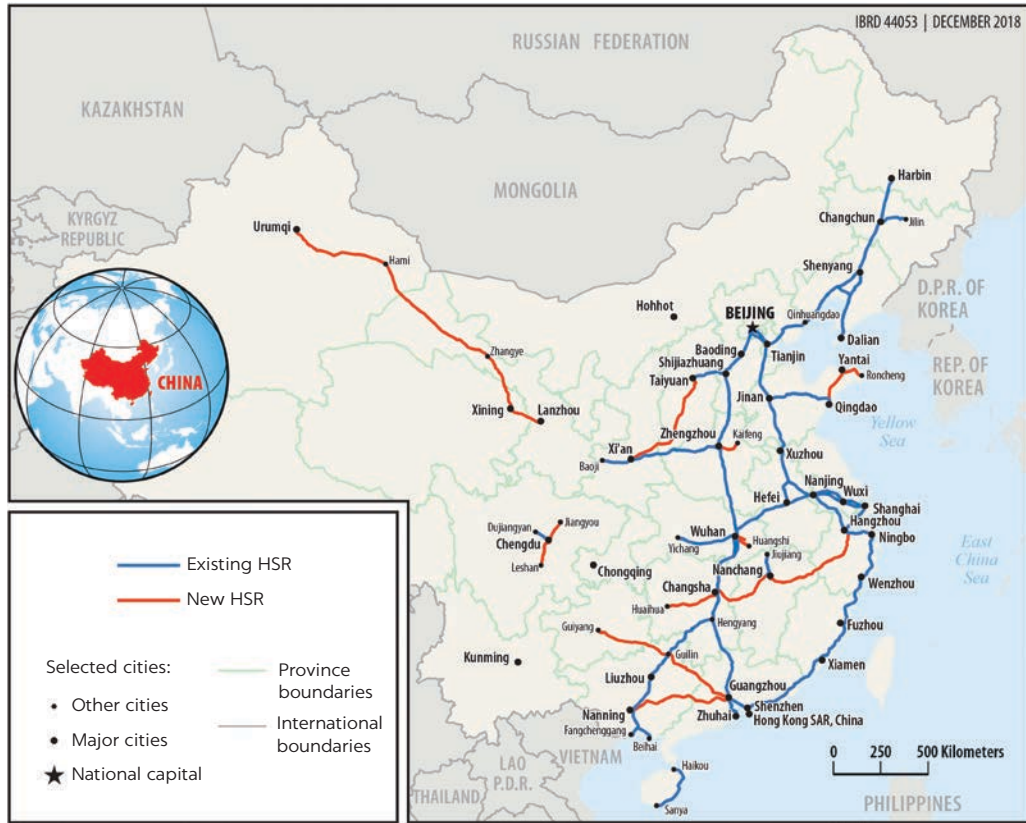 IBRD 44053 | DECEMBER 2018
RUSSIAN FEDERATION
KAZAKHSTAN
MONGOLIA
KYRGYZ
REPUBLIC
Harbin
Changchun
Jilin
Urumqi
Hami
Shenyang
D.P.R. OF
KOREA
Hohhot
BEIJING
Qinhuangdao
Dalian
REP. OF
KOREA
Baoding
Tianjin
Yantai
Roncheng
Zhangye
Shijiazhuang
Taiyuan
CHINA
Xining
Lanzhou
Jinan
Qingdao
Yellow
Sea
Zhengzhou
Kaifeng
Xi'an
Baoji
Xuzhou
Nanjing
Wuxi
Hefei
Shanghai
Hangzhou
Ningbo
Dujiangyan
Jiangyou
Chengdu
Leshan
Wuhan
Huangshi
Yichang
Jiujiang
East
China
Sea
Chongqing
Nanchang
Wenzhou
Changsha
Huaihua
Hengyang
Fuzhou
Guiyang
Kunming
Guilin
Xiamen
Liuzhou
Guangzhou
Nanning
Shenzhen
Zhuhai
Hong Kong SAR, China
Fangchenggang
Beihai
VIETNAM
LAO
P.D.R.
Haikou
THAILAND
Sanya
PHILIPPINES
0 250 500 Kilometers
Existing HSR
New HSR
Selected cities:
Other cities
Major cities
National capital
Province
boundaries
International
boundaries